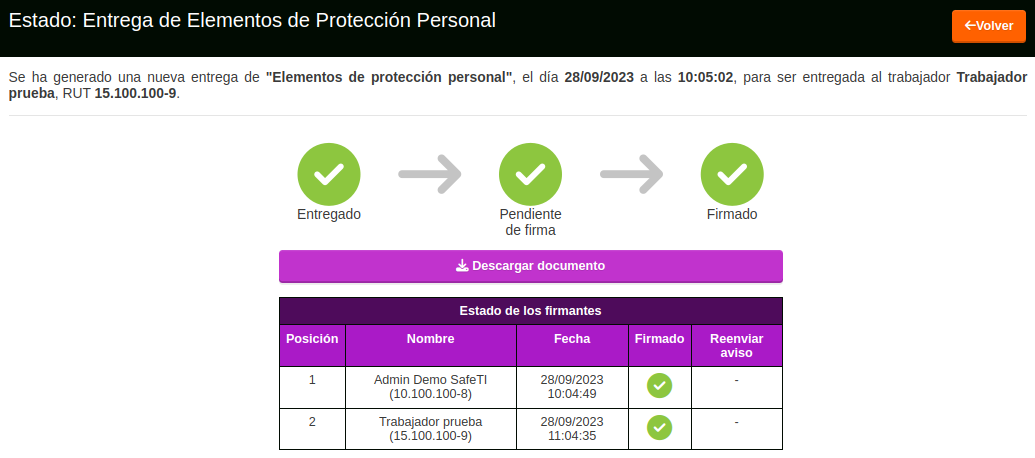 Estado: Entrega de Elementos de Protección Personal
Volver
Se ha generado una nueva entrega de "Elementos de protección personal", el día 28/09/2023 a las 10:05:02, para ser entregada al trabajador Trabajador
prueba, RUT 15.100.100-9.
Entregado
Pendiente
de firma
Firmado
Descargar documento
Estado de los firmantes
Posición Nombre Fecha Firmado Reenviar
aviso
1 Admin Demo SafeTI 28/09/2023 -
(10.100.100-8) 10:04:49
2 Trabajador prueba 28/09/2023 -
(15.100.100-9) 11:04:35